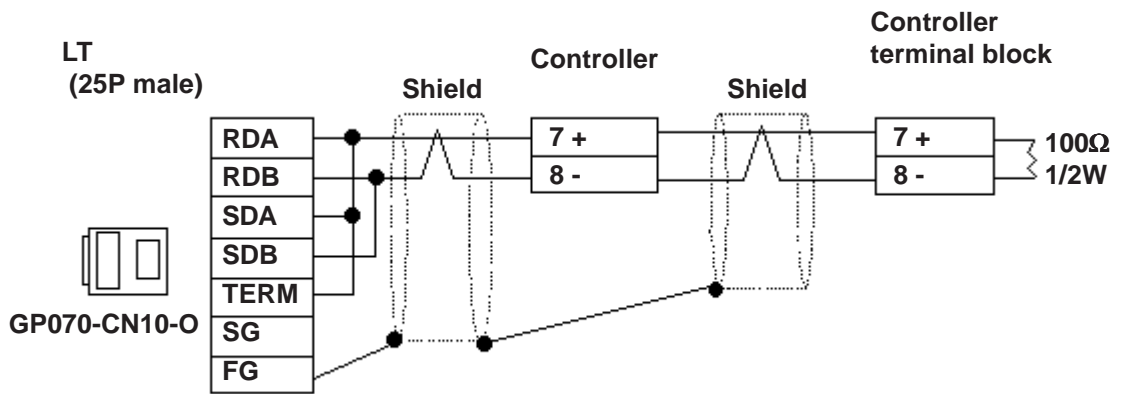 LT
(25P male)
Shield
Controller
Shield
Controller
terminal block
RDA
RDB
SDA
SDB
TERM
SG
FG
7 +
8 -
7 +
8 -
100Ω
1/2W
GP070-CN10-O